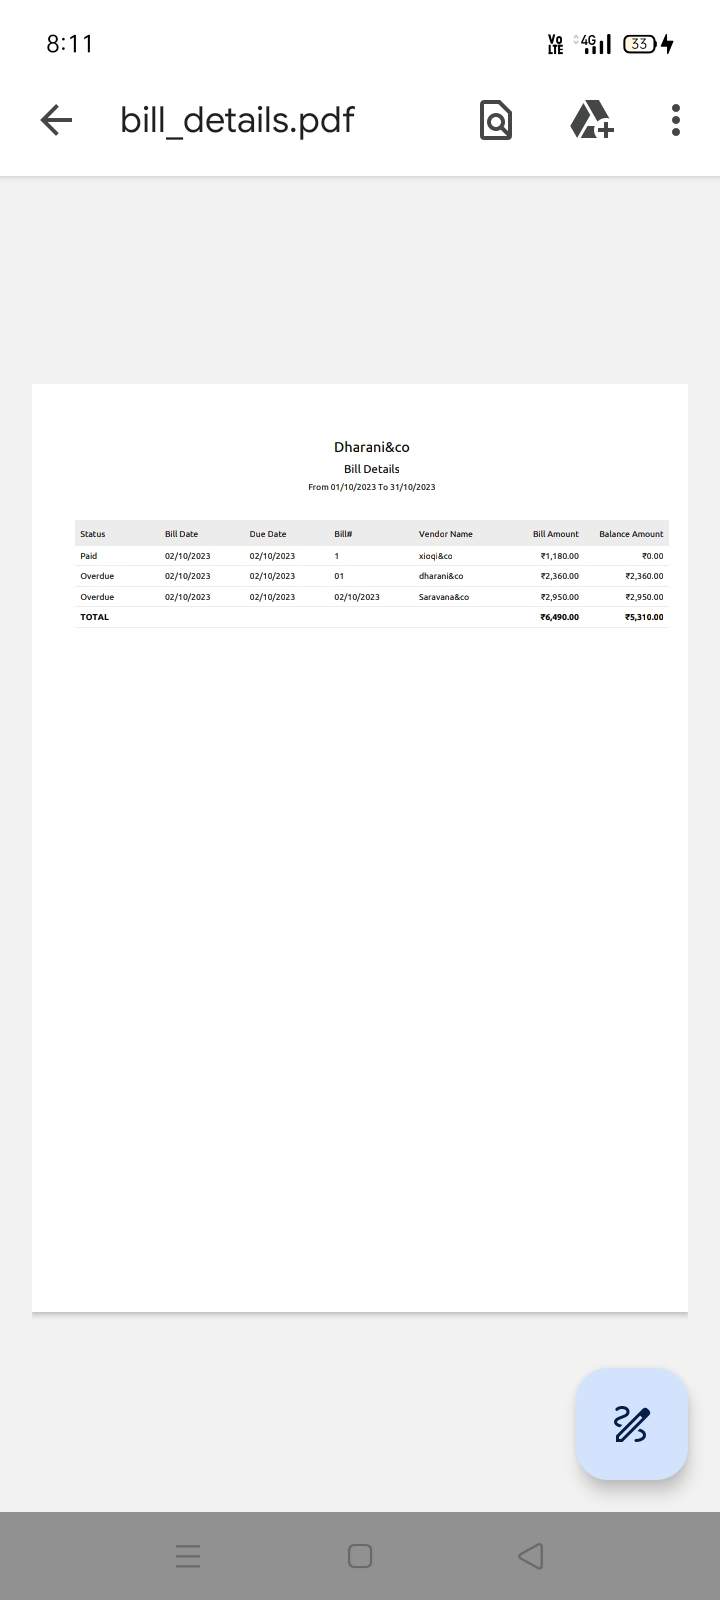 8:11
Vo LTE 4G 33
bill_details.pdf
Dharani&co
Bill Details
From 01/10/2023 To 31/10/2023
Status Bill Date Due Date Bill# Vendor Name Bill Amount Balance Amount
Paid 02/10/2023 02/10/2023 1 xioqi&co ₹1,180.00 ₹0.00
Overdue 02/10/2023 02/10/2023 01 dharani&co ₹2,360.00 ₹2,360.00
Overdue 02/10/2023 02/10/2023 02/10/2023 Saravana&co ₹2,950.00 ₹2,950.00
TOTAL ₹6,490.00 ₹5,310.00